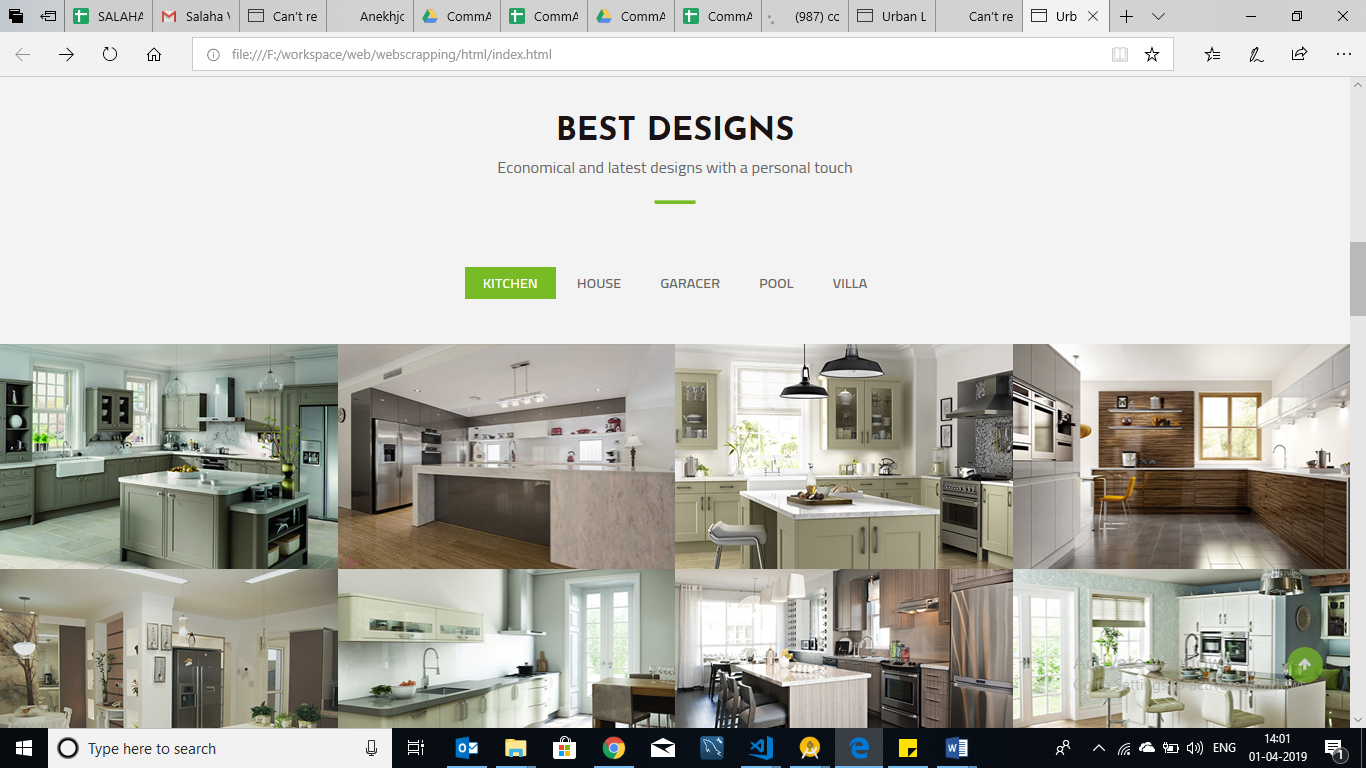 SALAHA
Salaha V
Can't re
Anekhjc
CommA
CommA
CommA
CommA
(987) cc
Urban L
Can't re
Urb
file:///F:/workspace/web/webscrapping/html/index.html
BEST DESIGNS
Economical and latest designs with a personal touch
KITCHEN HOUSE GARACER POOL VILLA
Type here to search
ENG
14:01
01-04-2019
1